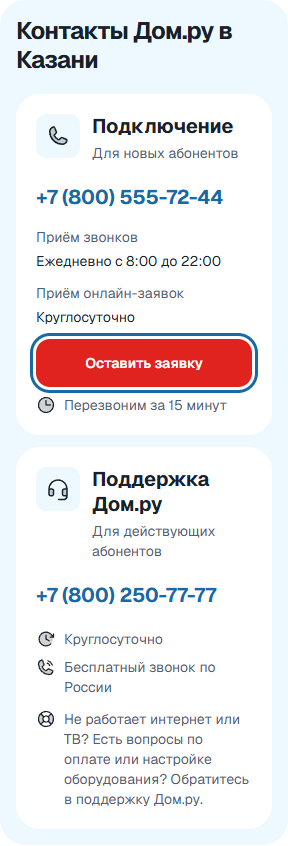 Контакты Дом.ру в
Казани
Подключение
Для новых абонентов
+7 (800) 555-72-44
Приём звонков
Ежедневно с 8:00 до 22:00
Приём онлайн-заявок
Круглосуточно
Оставить заявку
Перезвоним за 15 минут
Поддержка
Дом.ру
Для действующих
абонентов
+7 (800) 250-77-77
Круглосуточно
Бесплатный звонок по
России
Не работает интернет или
ТВ? Есть вопросы по
оплате или настройке
оборудования? Обратитесь
в поддержку Дом.ру.